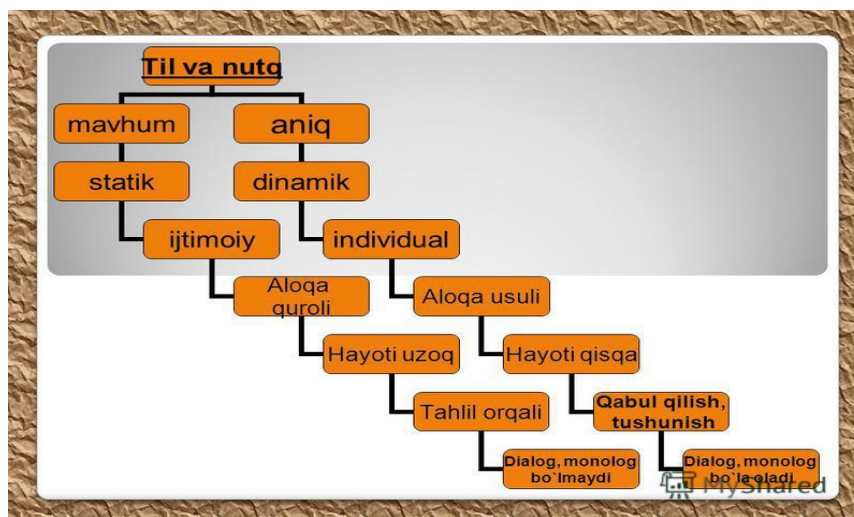 Til va nutq
mavhum
aniq
statik
dinamik
ijtimoiy
individual
Aloqa
quroli
Aloqa usuli
Hayoti uzoq
Hayoti qisqa
Tahlil orqali
Qabul qilish,
tushunish
Dialog, monolog
bo`lmaydi
Dialog, monolog
bo`la oladi
MyShared